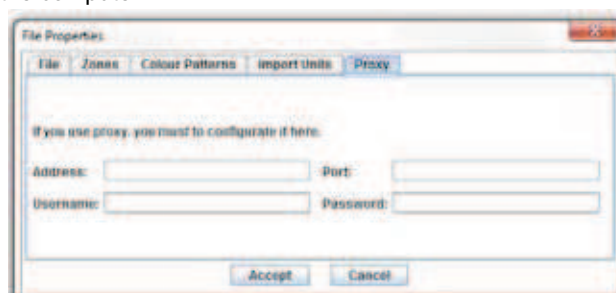 File Properties
File Zones Colour Patterns Import Units Proxy
If you use proxy, you must to configurate it here.
Address: Port:
Username: Password:
Accept Cancel